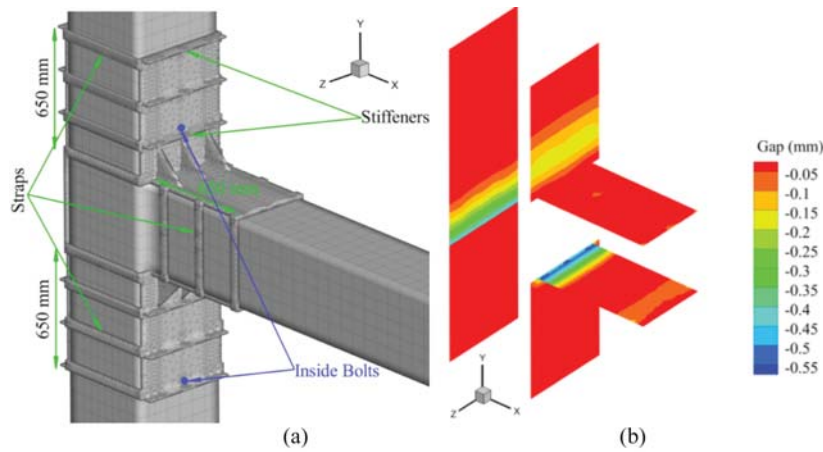 Y
Z
X
650 mm
Stiffeners
Straps
650 mm
Inside Bolts
(a)
Gap (mm)
-0.05
-0.1
-0.15
-0.2
-0.25
-0.3
-0.35
-0.4
-0.45
-0.5
-0.55
Y
Z
X
(b)